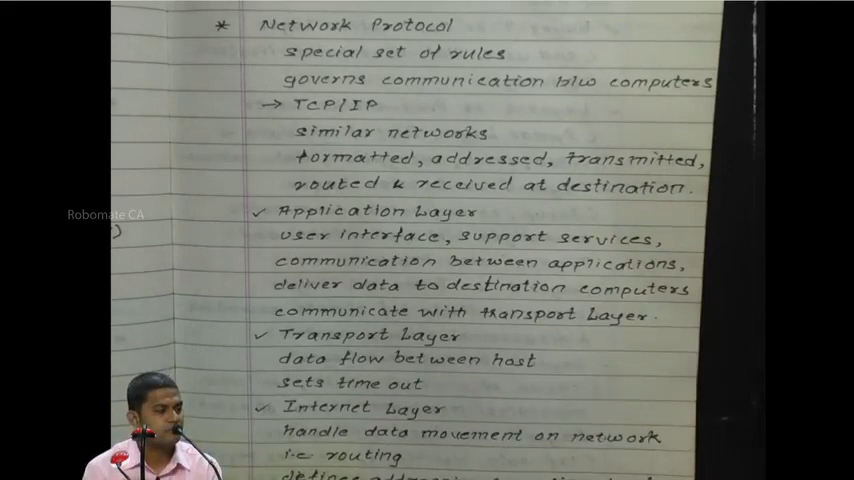 * Network Protocol
special set of rules
governs communication b/w computers
→ TCP/IP
similar networks
formatted, addressed, transmitted,
routed & received at destination.
✓ Application Layer
user interface, support services,
communication between applications,
deliver data to destination computers
communicate with transport Layer.
✓ Transport Layer
data flow between host
sets time out
✓ Internet Layer
handle data movement on network
i.e routing
Robomate CA